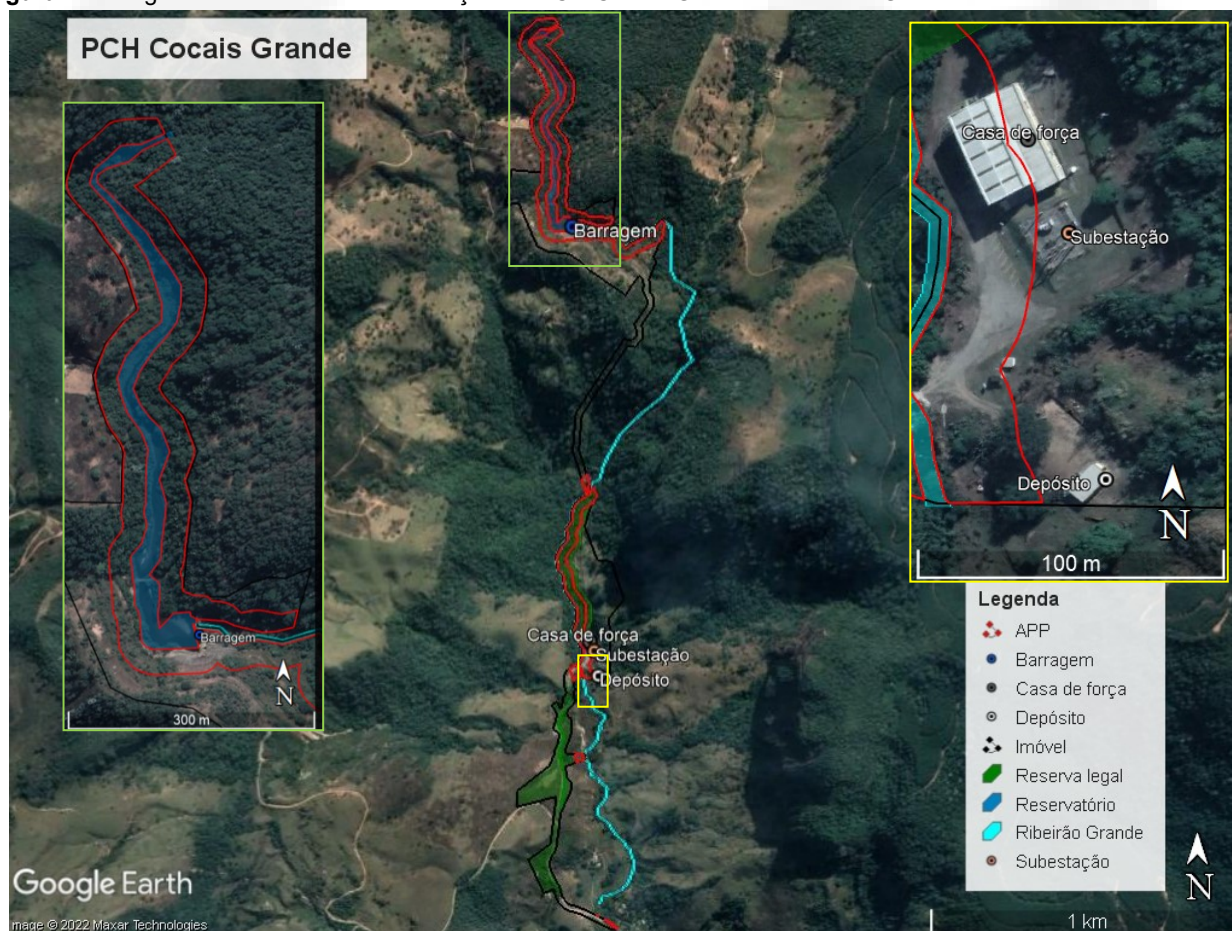 PCH Cocais Grande
Barragem
N
300 m
Barragem
Casa de força
Subestação
Depósito
Casa de força
Subestação
Depósito
N
100 m
Legenda
APP
Barragem
Casa de força
Depósito
Imóvel
Reserva legal
Reservatório
Ribeirão Grande
Subestação
N
1 km
Google Earth
mage © 2022 Maxar Technologies